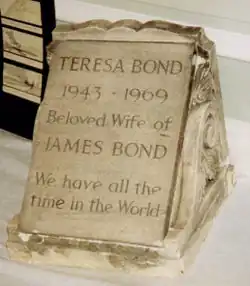 TERESA BOND
1943 · 1969
Beloved Wife of
JAMES BOND
We have all the
time in the World